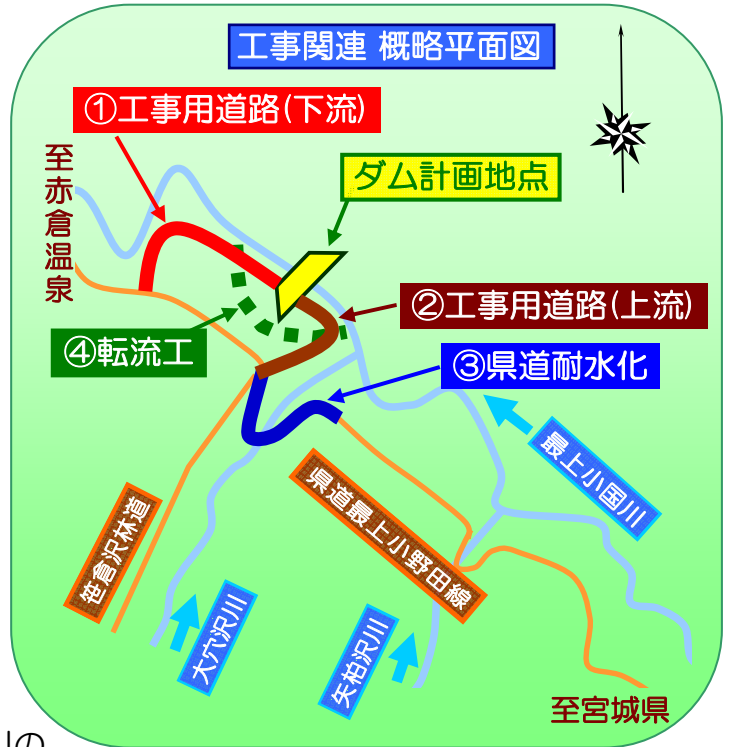 工事関連 概略平面図
①工事用道路(下流)
至赤倉温泉
ダム計画地点
②工事用道路(上流)
④転流工
③県道耐水化
最上小国川
県道最上小野田線
笹倉沢林道
大穴沢川
矢柏沢川
至宮城県
川の